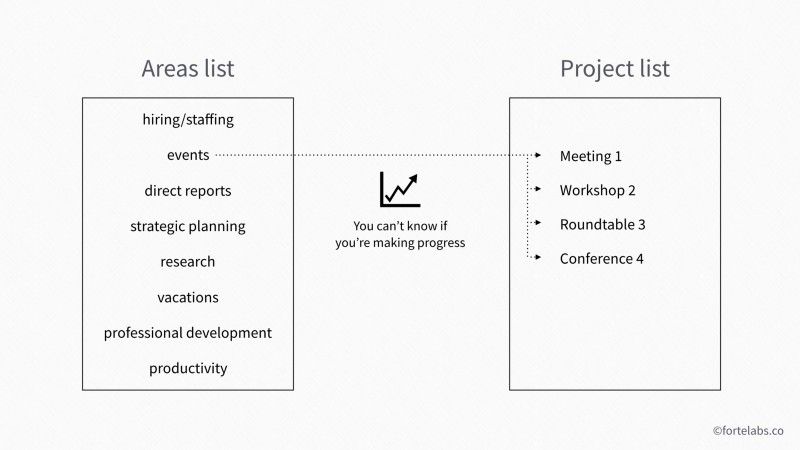 Areas list
Project list
hiring/staffing
events
direct reports
strategic planning
research
vacations
professional development
productivity
You can’t know if
you’re making progress
Meeting 1
Workshop 2
Roundtable 3
Conference 4
©fortelabs.co